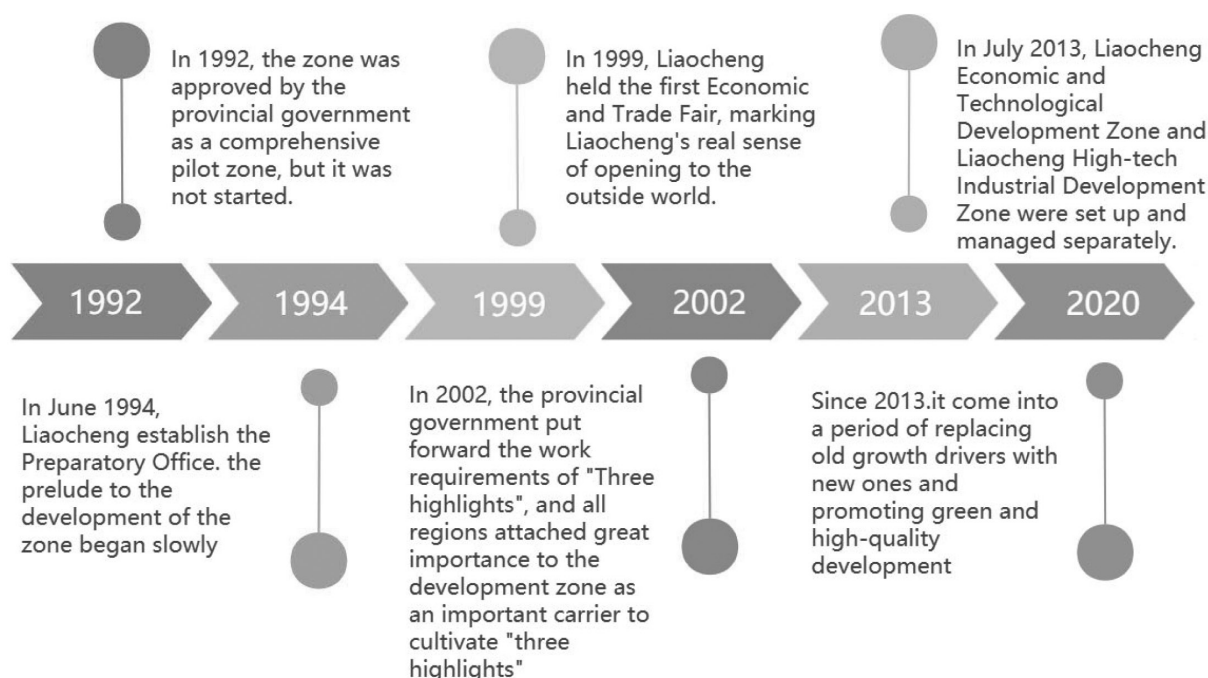 In 1992, the zone was
approved by the
provincial government
as a comprehensive
pilot zone, but it was
not started.
In 1999, Liaocheng
held the first Economic
and Trade Fair, marking
Liaocheng's real sense
of opening to the
outside world.
In July 2013, Liaocheng
Economic and
Technological
Development Zone and
Liaocheng High-tech
Industrial Development
Zone were set up and
managed separately.
1992
1994
1999
2002
2013
2020
In June 1994,
Liaocheng establish the
Preparatory Office. the
prelude to the
development of the
zone began slowly
In 2002, the provincial
government put
forward the work
requirements of "Three
highlights", and all
regions attached great
importance to the
development zone as
an important carrier to
cultivate "three
highlights"
Since 2013.it come into
a period of replacing
old growth drivers with
new ones and
promoting green and
high-quality
development